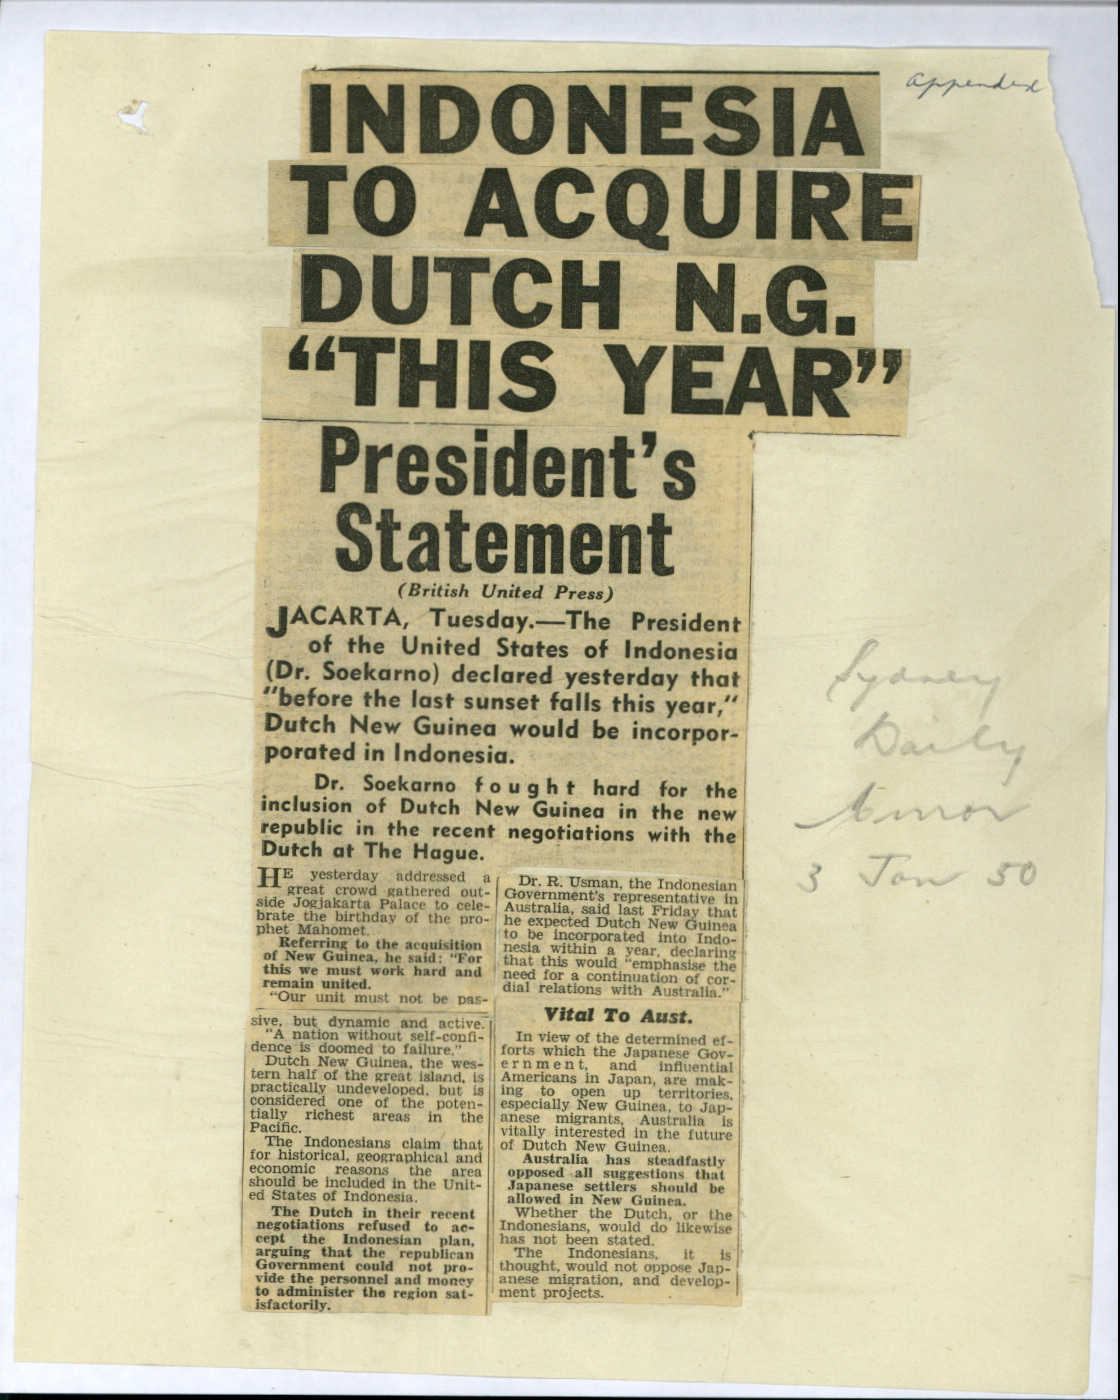 appendex
INDONESIA
TO ACQUIRE
DUTCH N.G.
“THIS YEAR”
President’s
Statement
(British United Press)
JACARTA, Tuesday.—The President
of the United States of Indonesia
(Dr. Soekarno) declared yesterday that
“before the last sunset falls this year,”
Dutch New Guinea would be incorpor-
porated in Indonesia.
Dr. Soekarno fought hard for the
inclusion of Dutch New Guinea in the new
republic in the recent negotiations with the
Dutch at The Hague.
HE yesterday addressed a
great crowd gathered out-
side Jogjakarta Palace to cele-
brate the birthday of the pro-
phet Mahomet.
Referring to the acquisition
of New Guinea, he said: “For
this we must work hard and
remain united.
“Our unit must not be pas-
sive, but dynamic and active.
“A nation without self-confi-
dence is doomed to failure.”
Dutch New Guinea, the wes-
tern half of the great island, is
practically undeveloped, but is
considered one of the poten-
tially richest areas in the
Pacific.
The Indonesians claim that
for historical, geographical and
economic reasons the area
should be included in the Unit-
ed States of Indonesia.
The Dutch in their recent
negotiations refused to ac-
cept the Indonesian plan,
arguing that the republican
Government could not pro-
vide the personnel and money
to administer the region sat-
isfactorily.
Dr. R. Usman, the Indonesian
Government’s representative in
Australia, said last Friday that
he expected Dutch New Guinea
to be incorporated into Indo-
nesia within a year, declaring
that this would “emphasise the
need for a continuation of cor-
dial relations with Australia.”
Vital To Aust.
In view of the determined ef-
forts which the Japanese Gov-
ernment, and influential
Americans in Japan, are mak-
ing to open up territories,
especially New Guinea, to Jap-
anese migrants, Australia is
vitally interested in the future
of Dutch New Guinea.
Australia has steadfastly
opposed all suggestions that
Japanese settlers should be
allowed in New Guinea.
Whether the Dutch, or the
Indonesians, would do likewise
has not been stated.
The Indonesians, it is
thought, would not oppose Jap-
anese migration, and develop-
ment projects.
Sydney
Daily
Mirror
3 Jan 50